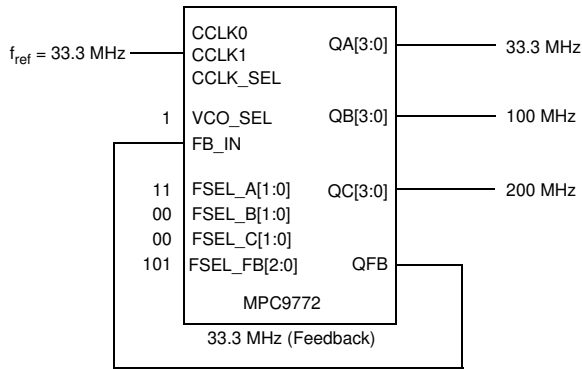 CCLK0
f_ref = 33.3 MHz
CCLK1
CCLK_SEL
QA[3:0]
33.3 MHz
1
VCO_SEL
QB[3:0]
100 MHz
FB_IN
11
FSEL_A[1:0]
QC[3:0]
200 MHz
00
FSEL_B[1:0]
00
FSEL_C[1:0]
101
FSEL_FB[2:0]
QFB
MPC9772
33.3 MHz (Feedback)